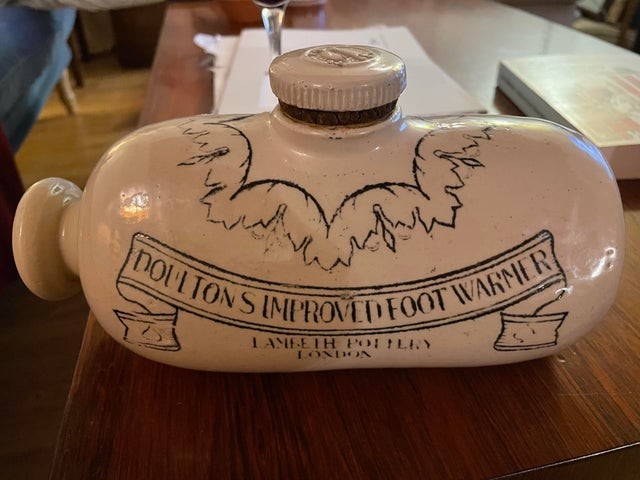 DOULTON'S IMPROVED FOOT WARMER
LAMBETH POTTERY
LONDON